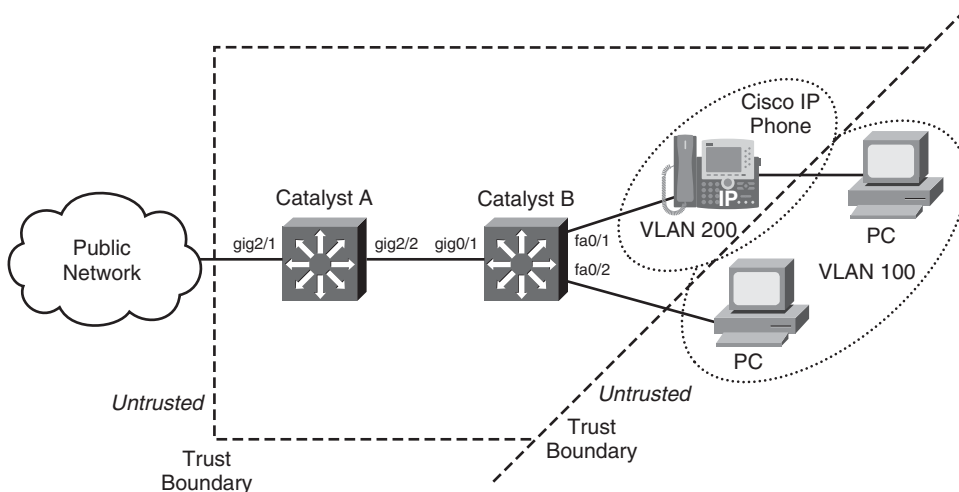 Cisco IP
Phone
Catalyst A
Catalyst B
IP
Public
Network
gig2/1
gig2/2
gig0/1
fa0/1
fa0/2
VLAN 200
PC
VLAN 100
PC
Untrusted
Untrusted
Trust
Boundary
Trust
Boundary